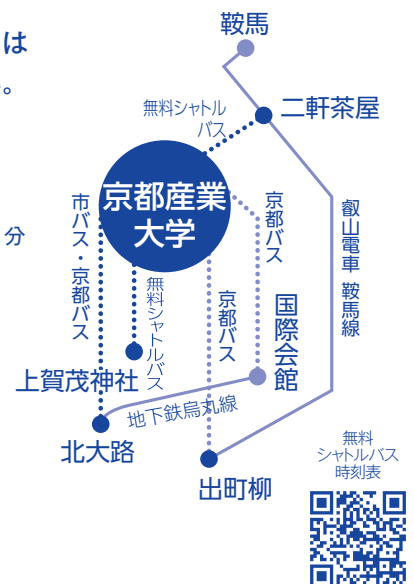 は
。
分
鞍馬
二軒茶屋
無料シャトル
バス
京都産業
大学
市バス・京都バス
無料シャトルバス
京都バス
京都バス
国際会館
叡山電車 鞍馬線
上賀茂神社
地下鉄烏丸線
北大路
出町柳
無料
シャトルバス
時刻表